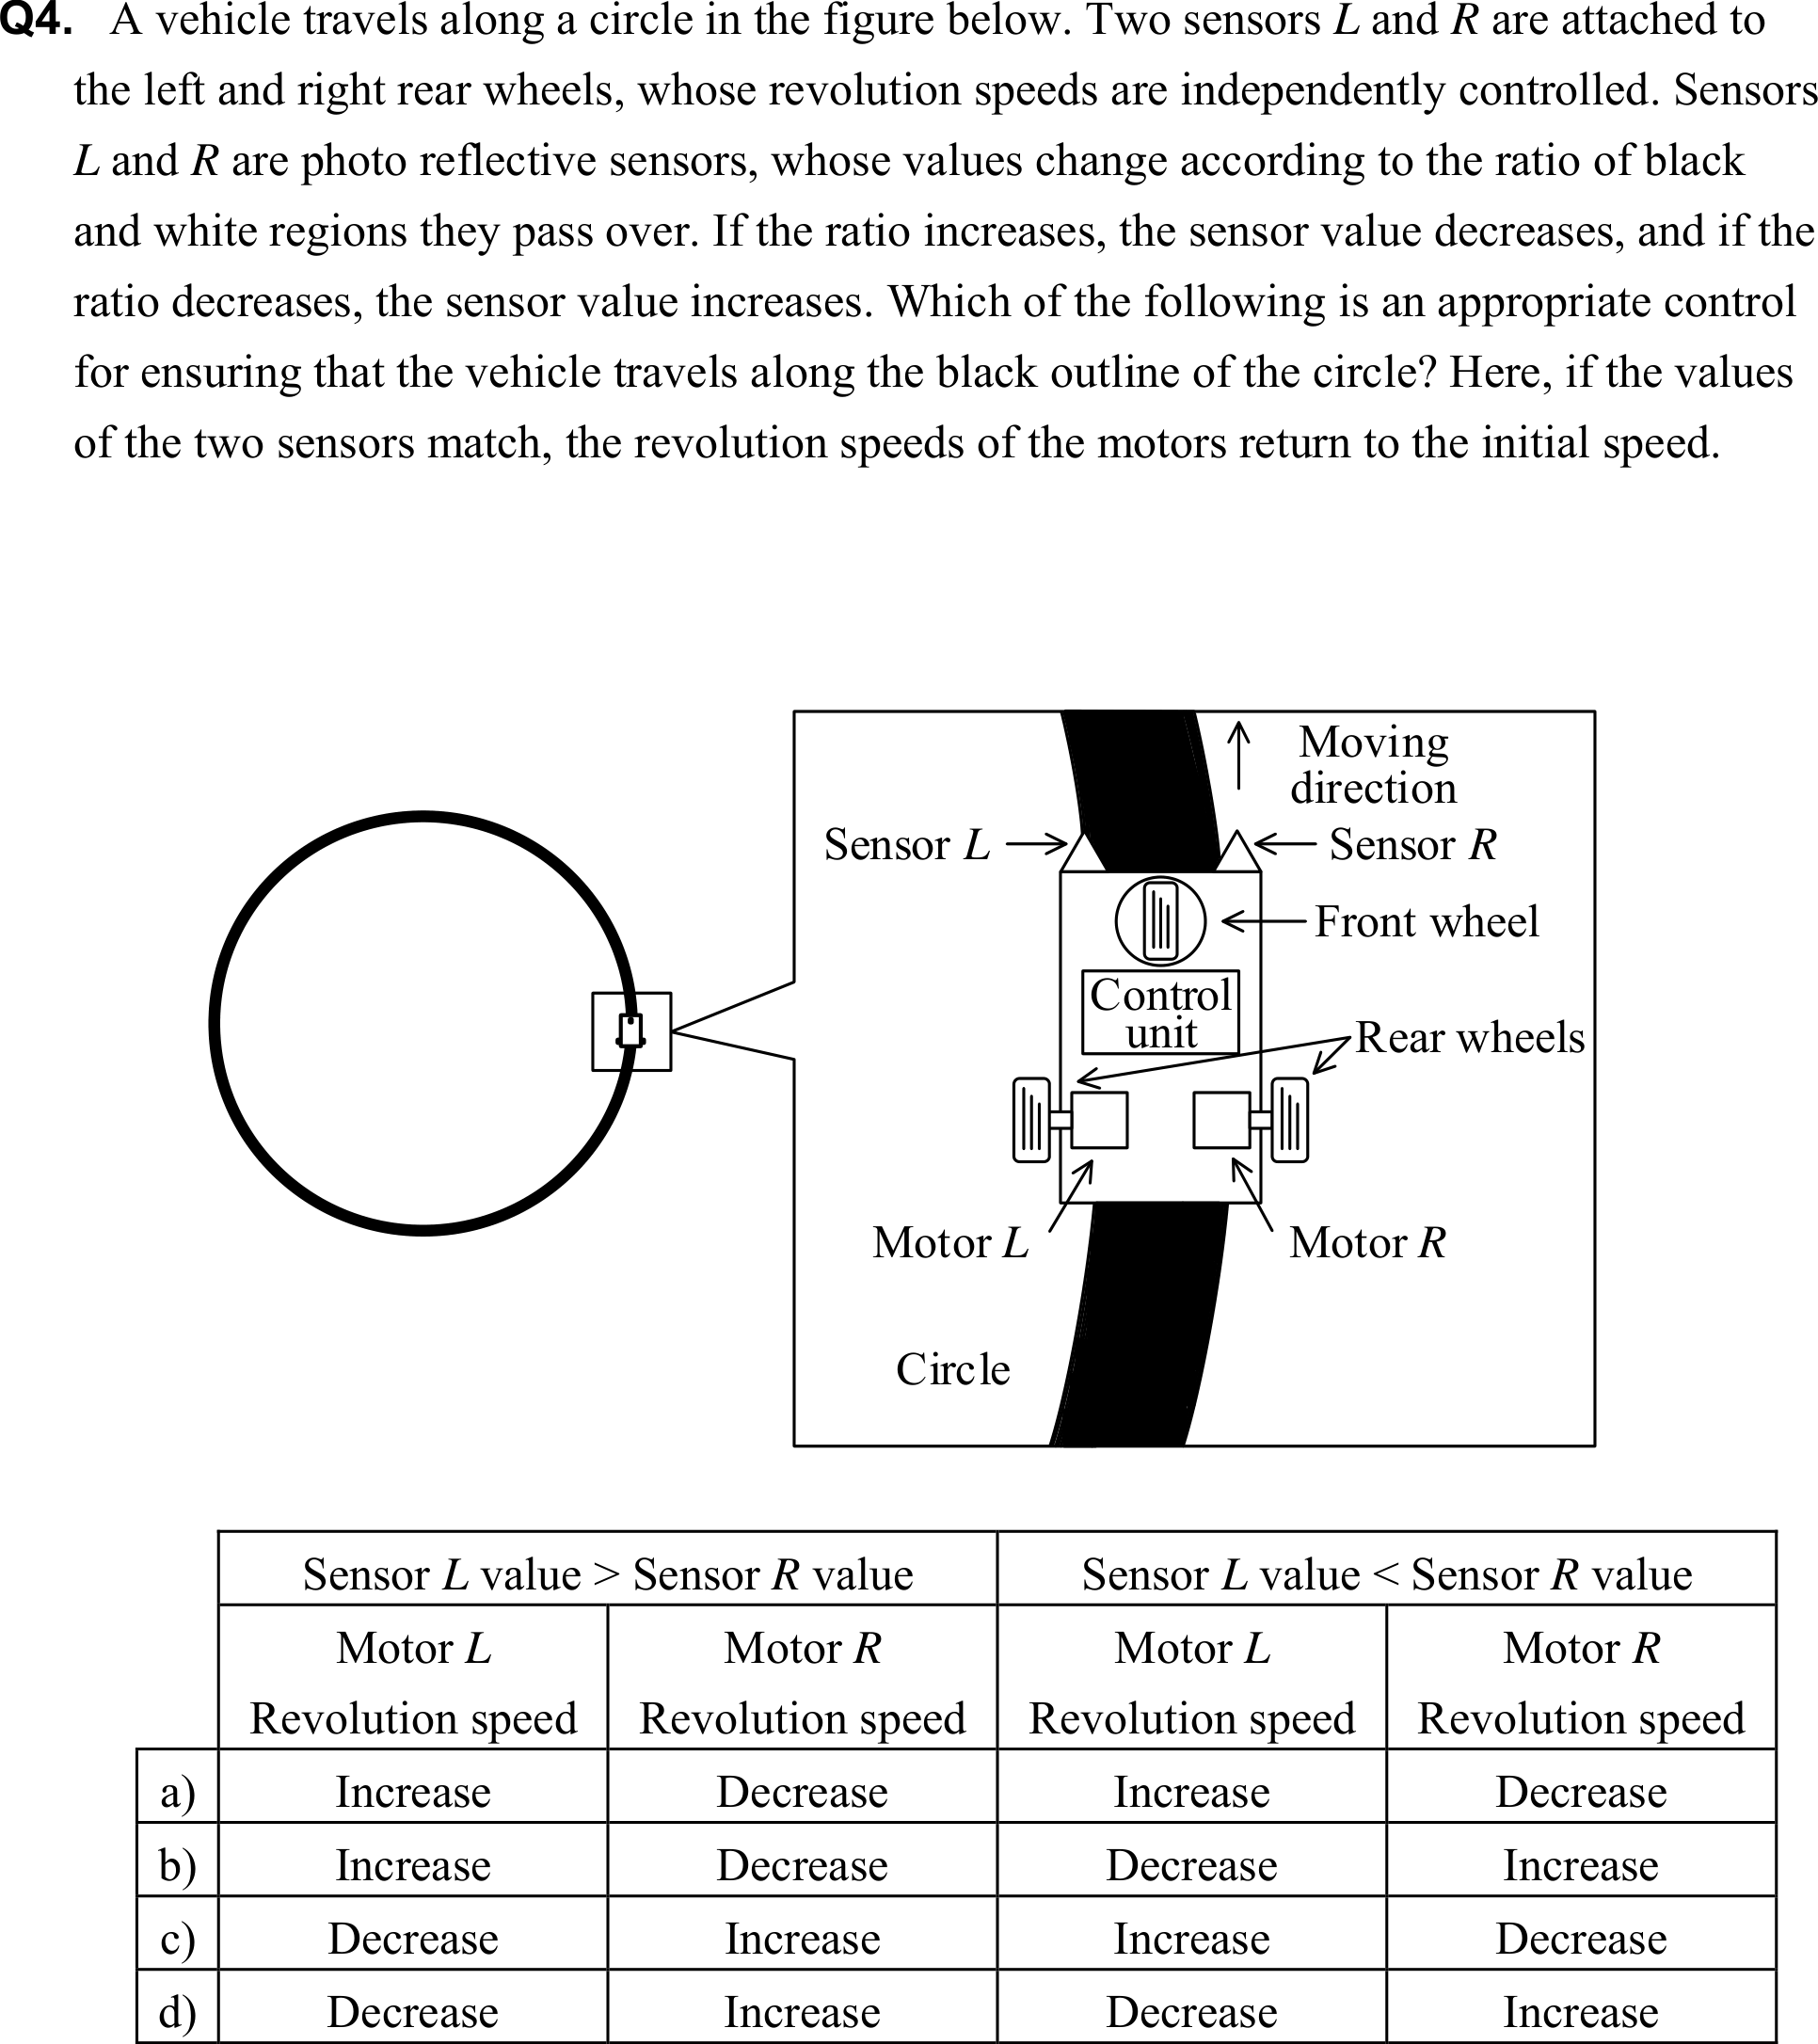 Q4. A vehicle travels along a circle in the figure below. Two sensors L and R are attached to
the left and right rear wheels, whose revolution speeds are independently controlled. Sensors
L and R are photo reflective sensors, whose values change according to the ratio of black
and white regions they pass over. If the ratio increases, the sensor value decreases, and if the
ratio decreases, the sensor value increases. Which of the following is an appropriate control
for ensuring that the vehicle travels along the black outline of the circle? Here, if the values
of the two sensors match, the revolution speeds of the motors return to the initial speed.
Moving
direction
Sensor L
Sensor R
Front wheel
Control
unit
Rear wheels
Motor L
Motor R
Circle
Sensor L value > Sensor R value Sensor L value < Sensor R value
Motor L Motor R Motor L Motor R
Revolution speed Revolution speed Revolution speed Revolution speed
a) Increase Decrease Increase Decrease
b) Increase Decrease Decrease Increase
c) Decrease Increase Increase Decrease
d) Decrease Increase Decrease Increase